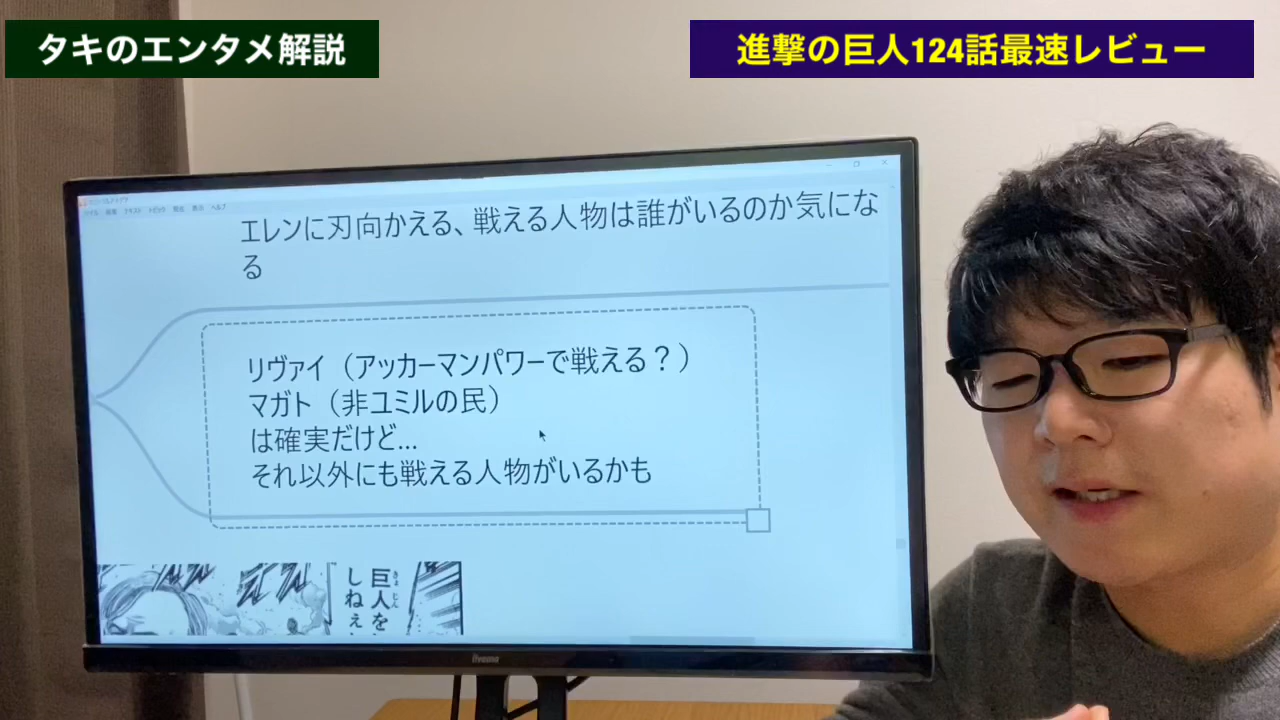 タキのエンタメ解説
進撃の巨人124話最速レビュー
エレンに刃向かえる、戦える人物は誰がいるのか気にな
る
リヴァイ（アッカーマンパワーで戦える？）
マガト（非ユミルの民）
は確実だけど…
それ以外にも戦える人物がいるかも
巨人を
きょじん
しねぇ
iiyama